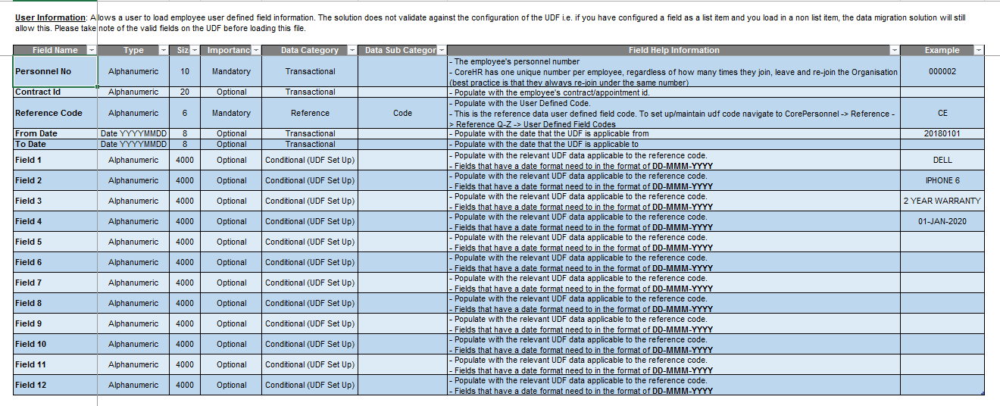 User Information: Allows a user to load employee user defined field information. The solution does not validate against the configuration of the UDF i.e. if you have configured a field as a list item and you load in a non list item, the data migration solution will still
allow this. Please take note of the valid fields on the UDF before loading this file.
Field Name Type Siz Importanc Data Category Data Sub Categor Field Help Information Example
- The employee's personnel number
Personnel No Alphanumeric 10 Mandatory Transactional - CoreHR has one unique number per employee, regardless of how many times they join, leave and re-join the Organisation 000002
(best practice is that they always re-join under the same number)
Contract Id Alphanumeric 20 Optional Transactional - Populate with the employee's contract/appointment id.
- Populate with the User Defined Code.
Reference Code Alphanumeric 6 Mandatory Reference Code - This is the reference data user defined field code. To set up/maintain udf code navigate to CorePersonnel -> Reference - CE
> Reference Q-Z -> User Defined Field Codes
From Date Date YYYYMMDD 8 Optional Transactional - Populate with the date that the UDF is applicable from 20180101
To Date Date YYYYMMDD 8 Optional Transactional - Populate with the date that the UDF is applicable to
Field 1 Alphanumeric 4000 Optional Conditional (UDF Set Up) - Populate with the relevant UDF data applicable to the reference code. DELL
- Fields that have a date format need to in the format of DD-MMM-YYYY
Field 2 Alphanumeric 4000 Optional Conditional (UDF Set Up) - Populate with the relevant UDF data applicable to the reference code. IPHONE 6
- Fields that have a date format need to in the format of DD-MMM-YYYY
Field 3 Alphanumeric 4000 Optional Conditional (UDF Set Up) - Populate with the relevant UDF data applicable to the reference code. 2 YEAR WARRANTY
- Fields that have a date format need to in the format of DD-MMM-YYYY
Field 4 Alphanumeric 4000 Optional Conditional (UDF Set Up) - Populate with the relevant UDF data applicable to the reference code. 01-JAN-2020
- Fields that have a date format need to in the format of DD-MMM-YYYY
Field 5 Alphanumeric 4000 Optional Conditional (UDF Set Up) - Populate with the relevant UDF data applicable to the reference code.
- Fields that have a date format need to in the format of DD-MMM-YYYY
Field 6 Alphanumeric 4000 Optional Conditional (UDF Set Up) - Populate with the relevant UDF data applicable to the reference code.
- Fields that have a date format need to in the format of DD-MMM-YYYY
Field 7 Alphanumeric 4000 Optional Conditional (UDF Set Up) - Populate with the relevant UDF data applicable to the reference code.
- Fields that have a date format need to in the format of DD-MMM-YYYY
Field 8 Alphanumeric 4000 Optional Conditional (UDF Set Up) - Populate with the relevant UDF data applicable to the reference code.
- Fields that have a date format need to in the format of DD-MMM-YYYY
Field 9 Alphanumeric 4000 Optional Conditional (UDF Set Up) - Populate with the relevant UDF data applicable to the reference code.
- Fields that have a date format need to in the format of DD-MMM-YYYY
Field 10 Alphanumeric 4000 Optional Conditional (UDF Set Up) - Populate with the relevant UDF data applicable to the reference code.
- Fields that have a date format need to in the format of DD-MMM-YYYY
Field 11 Alphanumeric 4000 Optional Conditional (UDF Set Up) - Populate with the relevant UDF data applicable to the reference code.
- Fields that have a date format need to in the format of DD-MMM-YYYY
Field 12 Alphanumeric 4000 Optional Conditional (UDF Set Up) - Populate with the relevant UDF data applicable to the reference code.
- Fields that have a date format need to in the format of DD-MMM-YYYY